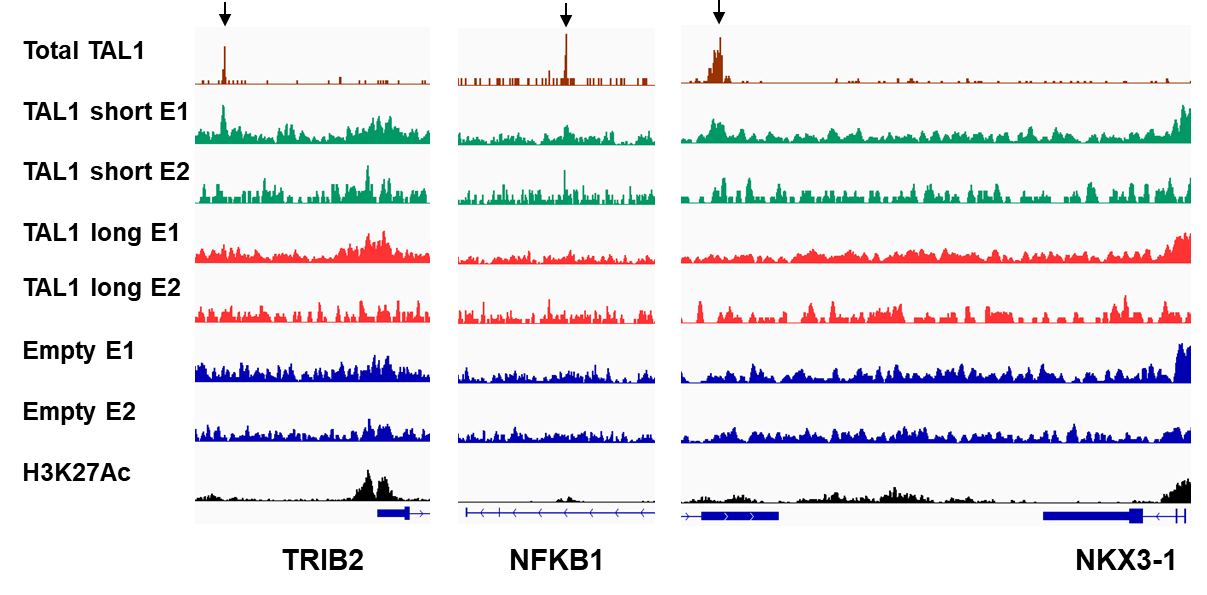 Total TAL1
TAL1 short E1
TAL1 short E2
TAL1 long E1
TAL1 long E2
Empty E1
Empty E2
H3K27Ac
TRIB2 NFKB1 NKX3-1